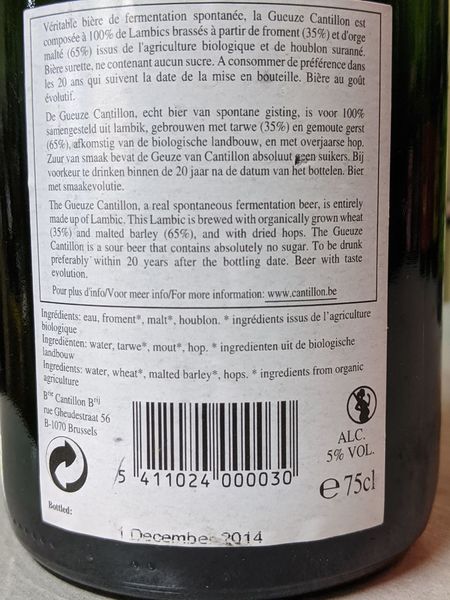 Véritable bière de fermentation spontanée, la Gueuze Cantillon est
composée à 100% de Lambics brassés à partir de froment (35%) et d'orge
malté (65%) issus de l'agriculture biologique et de houblon suranné.
Bière surette, ne contenant aucun sucre. A consommer de préférence dans
les 20 ans qui suivent la date de la mise en bouteille. Bière au goût
évolutif.
De Gueuze Cantillon, echt bier van spontane gisting, is voor 100%
samengesteld uit lambik, gebrouwen met tarwe (35%) en gemoute gerst
(65%), afkomstig van de biologische landbouw, en met overjaarse hop.
Zuur van smaak bevat de Geuze van Cantillon absoluut geen suikers. Bij
voorkeur te drinken binnen de 20 jaar na de datum van het bottelen. Bier
met smaakevolutie.
The Gueuze Cantillon, a real spontaneous fermentation beer, is entirely
made up of Lambic. This Lambic is brewed with organically grown wheat
(35%) and malted barley (65%), and with dried hops. The Gueuze
Cantillon is a sour beer that contains absolutely no sugar. To be drunk
preferably within 20 years after the bottling date. Beer with taste
evolution.
Pour plus d'info/Voor meer info/For more information: www.cantillon.be
Ingrédients: eau, froment*, malt*, houblon. * ingrédients issus de l'agriculture
biologique
Ingrediënten: water, tarwe*, mout*, hop. * ingredienten uit de biologische
landbouw
Ingredients: water, wheat*, malted barley*, hops. * ingredients from organic
agriculture
Brie Cantillon Brij
rue Gheudestraat 56
B-1070 Brussels
ALC.
5% VOL.
5 411024 000030
e 75cl
Bottled:
1 December 2014